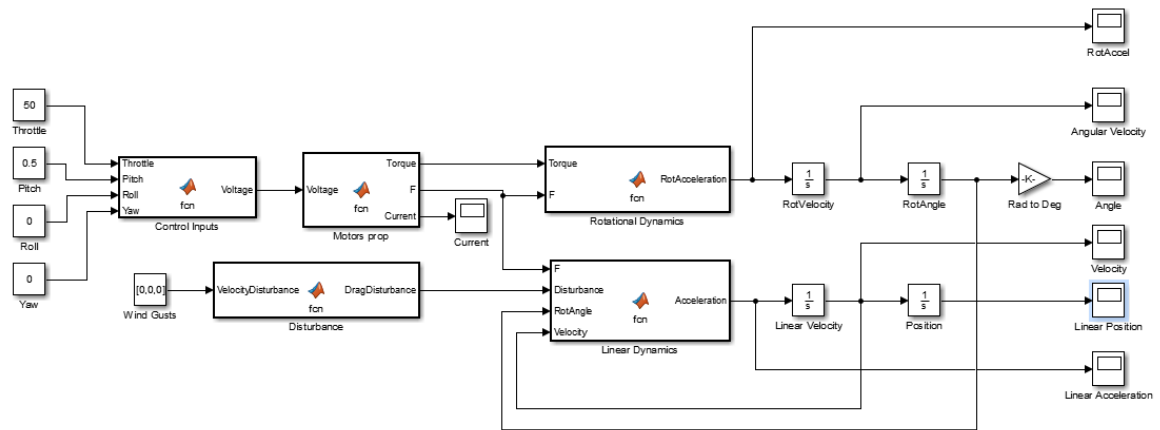 RotAccel
50
Throttle
Angular Velocity
0.5
Pitch
Throttle
Pitch
Roll
Yaw
Voltage
fcn
Control Inputs
Voltage
Torque
F
Current
fcn
Motors prop
Current
Torque
F
RotAcceleration
fcn
Rotational Dynamics
1
s
RotVelocity
1
s
RotAngle
-K-
Rad to Deg
Angle
0
Roll
0
Yaw
[0,0,0]
Wind Gusts
VelocityDisturbance
DragDisturbance
fcn
Disturbance
F
Disturbance
RotAngle
Velocity
Acceleration
fcn
Linear Dynamics
1
s
Linear Velocity
1
s
Position
Velocity
Linear Position
Linear Acceleration